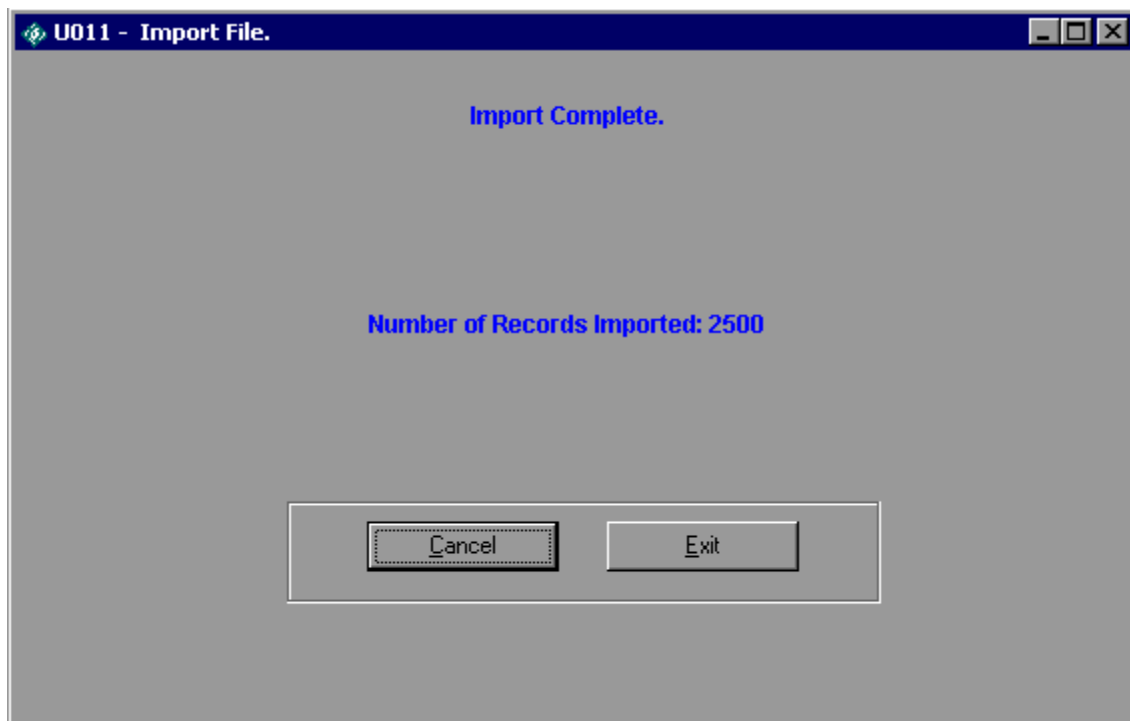 U011 - Import File.
Import Complete.
Number of Records Imported: 2500
Cancel Exit